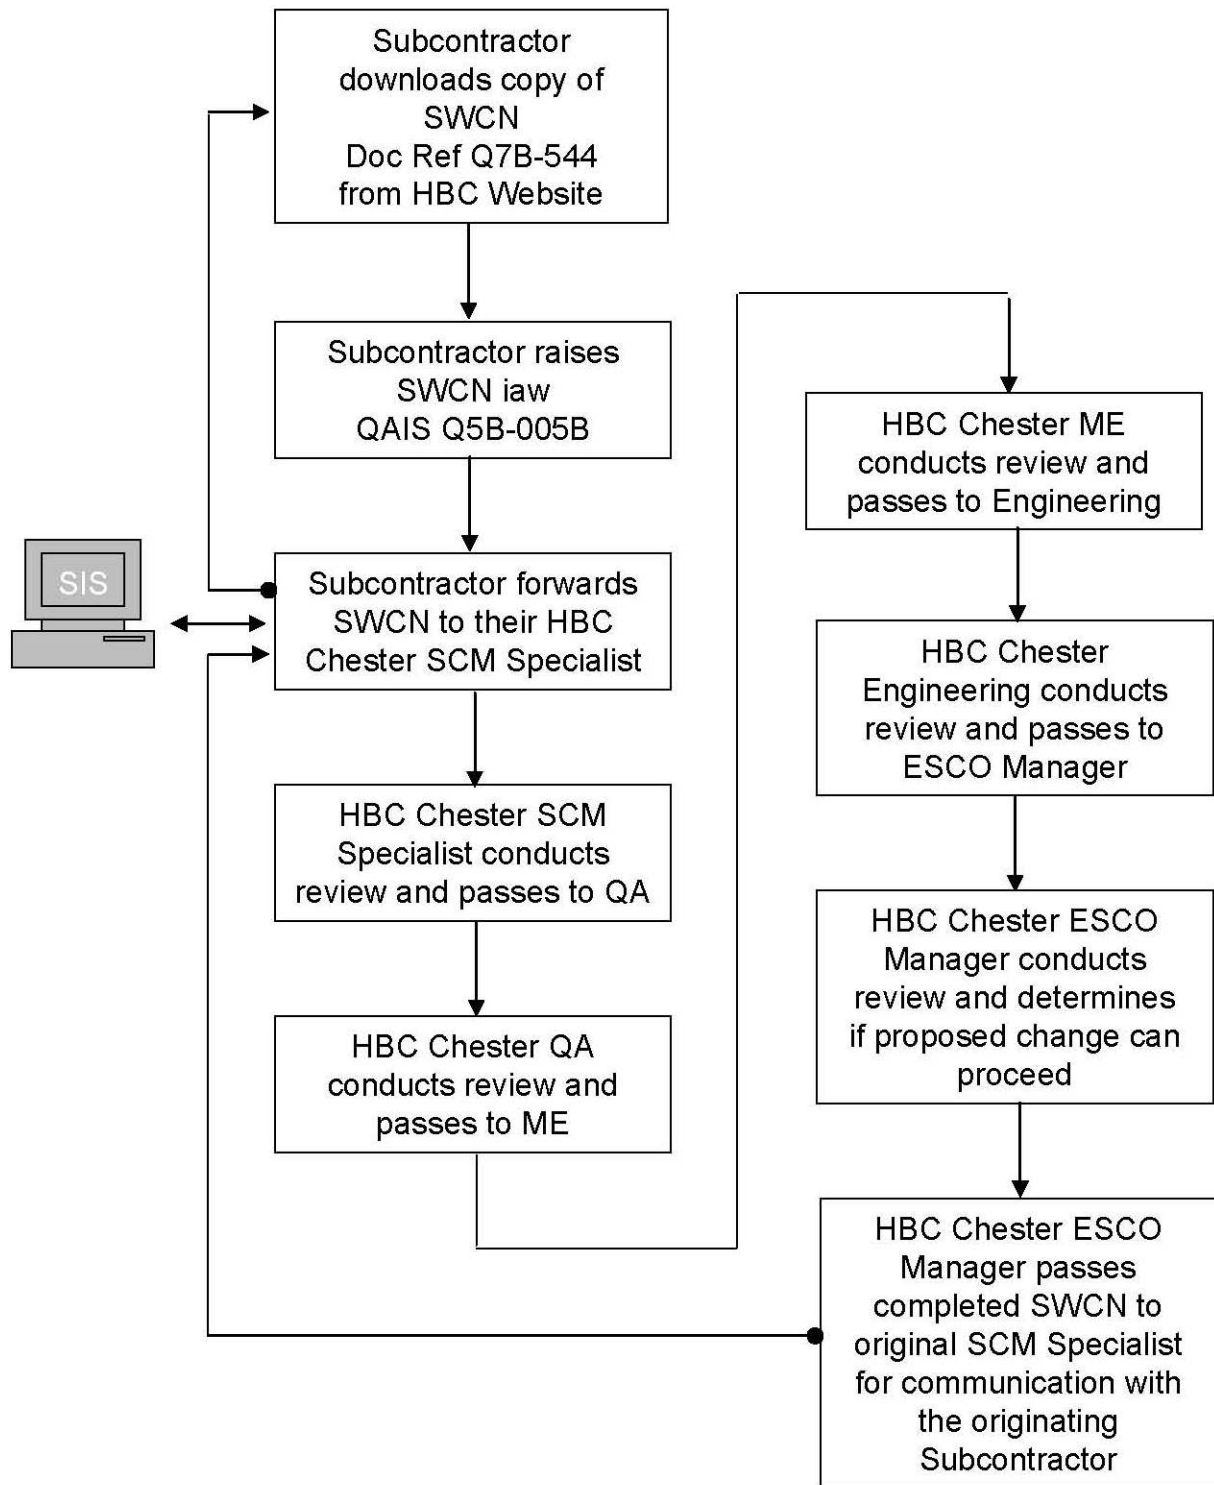 Subcontractor
downloads copy of
SWCN
Doc Ref Q7B-544
from HBC Website
Subcontractor raises
SWCN iaw
QAIS Q5B-005B
SIS
Subcontractor forwards
SWCN to their HBC
Chester SCM Specialist
HBC Chester SCM
Specialist conducts
review and passes to QA
HBC Chester QA
conducts review and
passes to ME
HBC Chester ME
conducts review and
passes to Engineering
HBC Chester
Engineering conducts
review and passes to
ESCO Manager
HBC Chester ESCO
Manager conducts
review and determines
if proposed change can
proceed
HBC Chester ESCO
Manager passes
completed SWCN to
original SCM Specialist
for communication with
the originating
Subcontractor